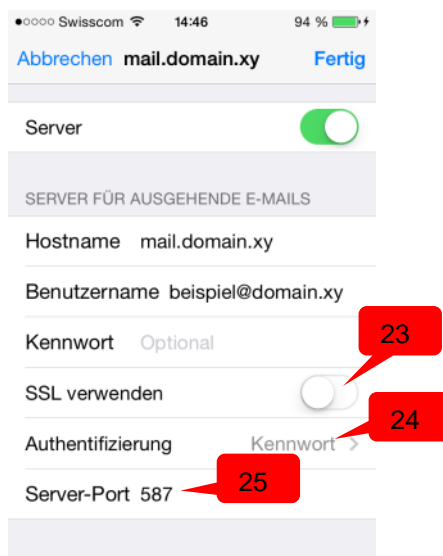 Swisscom 14:46 94 %
Abbrechen mail.domain.xy Fertig
Server
SERVER FÜR AUSGEHENDE E-MAILS
Hostname mail.domain.xy
Benutzername beispiel@domain.xy
Kennwort Optional
23
SSL verwenden
24
Authentifizierung Kennwort >
Server-Port 587 25